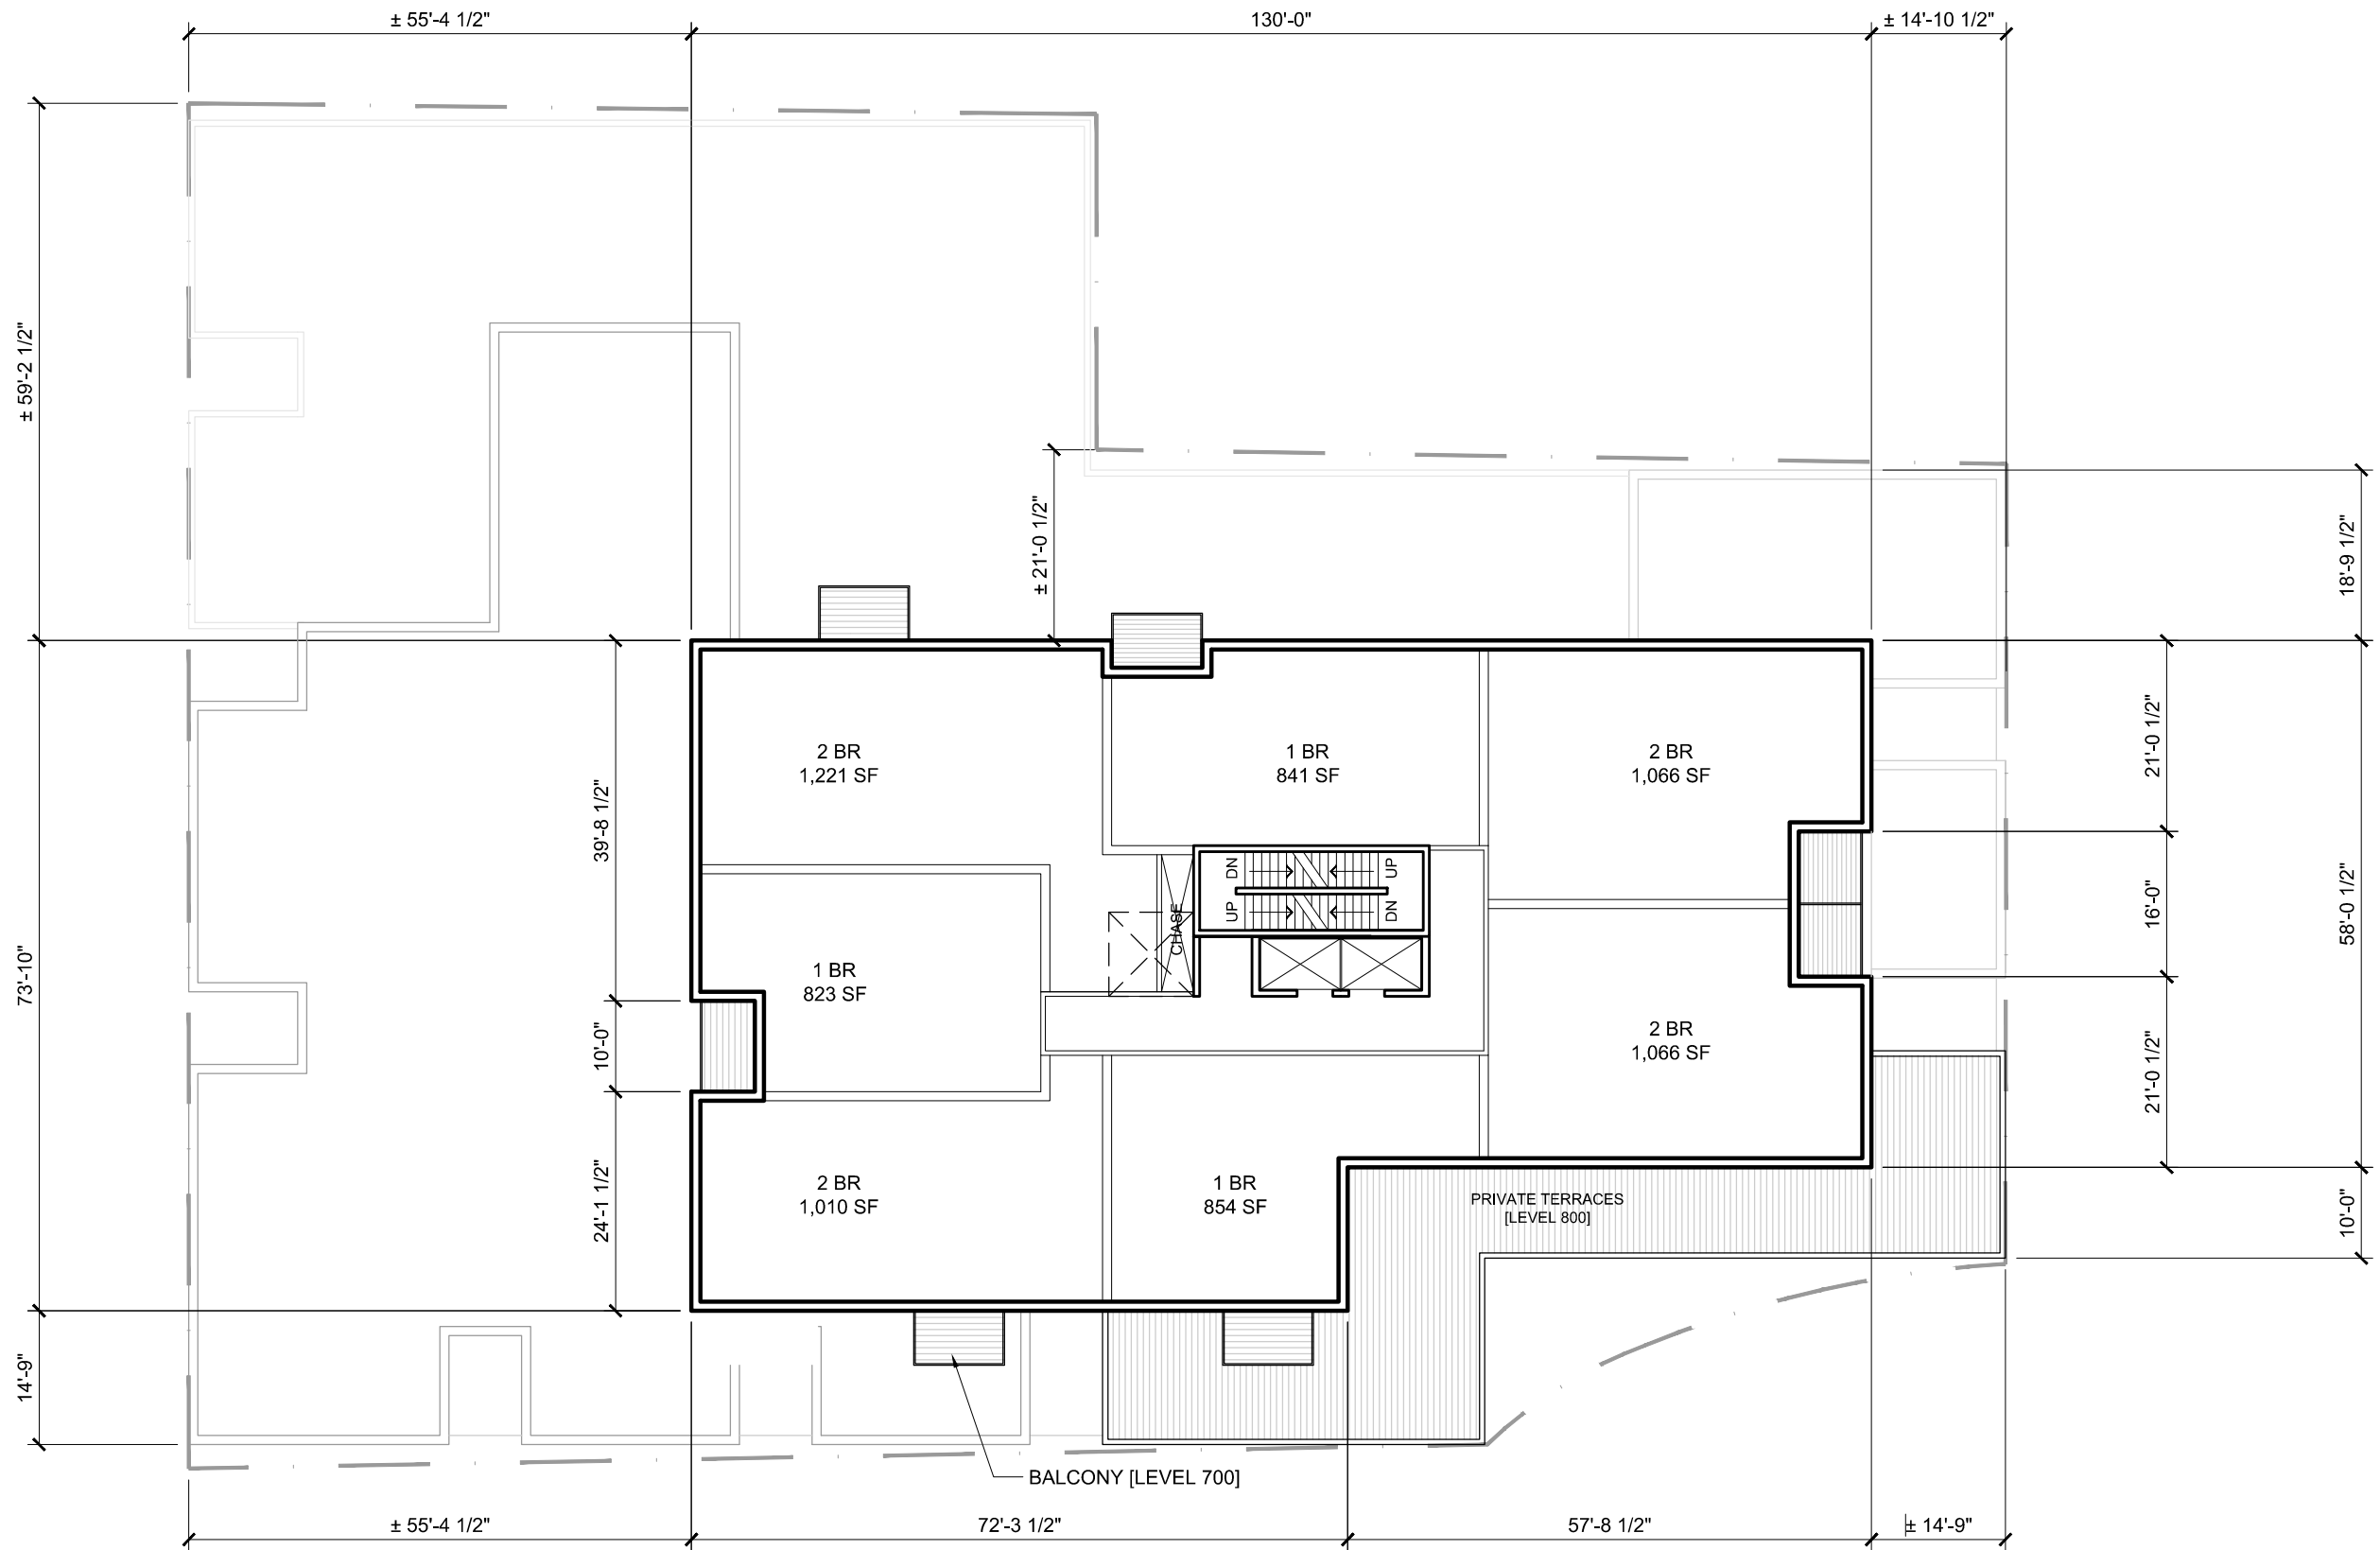 ± 55'-4 1/2"
130'-0"
± 14'-10 1/2"
± 59'-2 1/2"
± 21'-0 1/2"
18'-9 1/2"
73'-10"
39'-8 1/2"
10'-0"
24'-1 1/2"
14'-9"
21'-0 1/2"
16'-0"
21'-0 1/2"
58'-0 1/2"
10'-0"
2 BR
1,221 SF
1 BR
841 SF
2 BR
1,066 SF
DN
UP
UP
DN
CHASE
1 BR
823 SF
2 BR
1,066 SF
2 BR
1,010 SF
1 BR
854 SF
PRIVATE TERRACES
[LEVEL 800]
BALCONY [LEVEL 700]
± 55'-4 1/2"
72'-3 1/2"
57'-8 1/2"
± 14'-9"